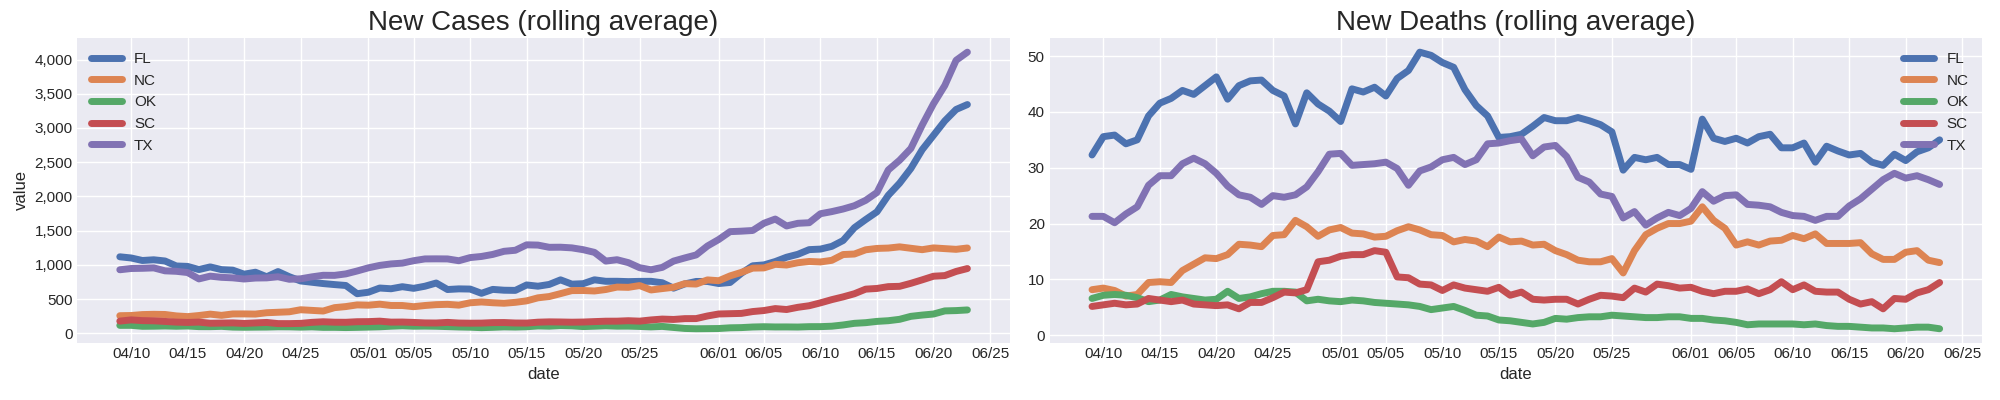 New Cases (rolling average)
FL
NC
OK
SC
TX
4,000
3,500
3,000
2,500
2,000
1,500
1,000
500
0
value
04/10 04/15 04/20 04/25 05/01 05/05 05/10 05/15 05/20 05/25 06/01 06/05 06/10 06/15 06/20 06/25
date
New Deaths (rolling average)
FL
NC
OK
SC
TX
50
40
30
20
10
0
04/10 04/15 04/20 04/25 05/01 05/05 05/10 05/15 05/20 05/25 06/01 06/05 06/10 06/15 06/20 06/25
date